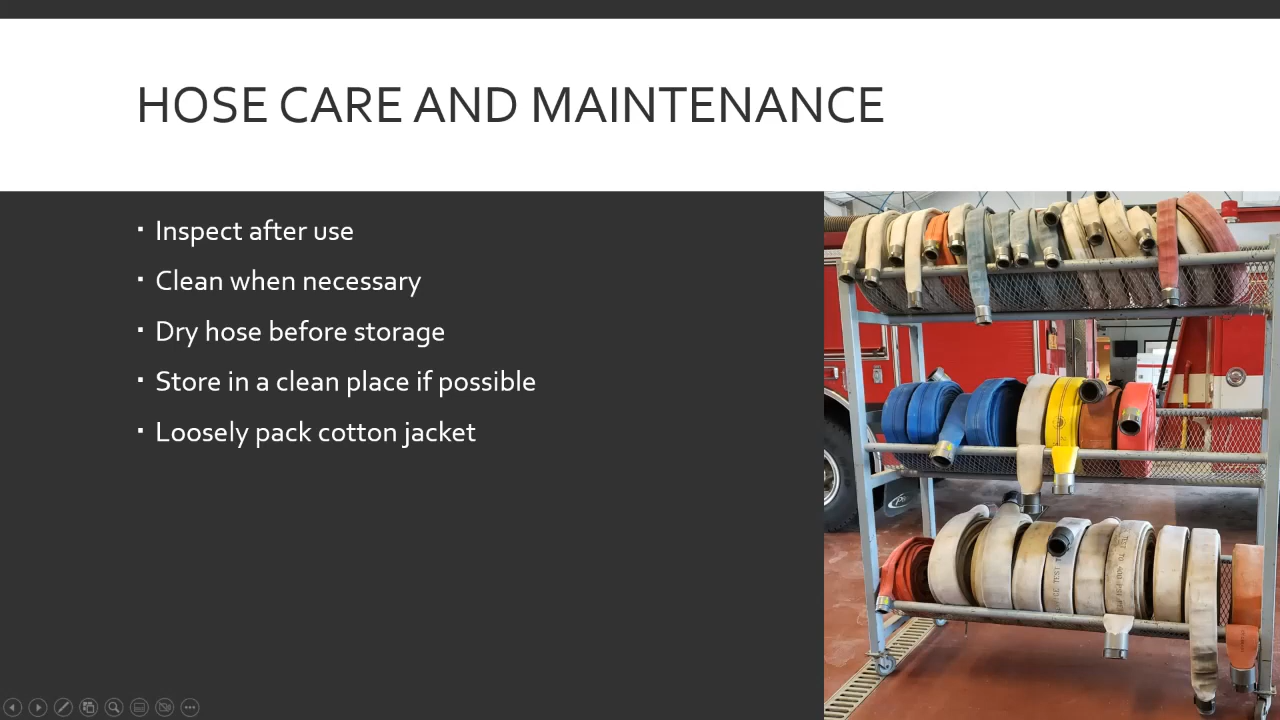 HOSE CARE AND MAINTENANCE
Inspect after use
Clean when necessary
Dry hose before storage
Store in a clean place if possible
Loosely pack cotton jacket